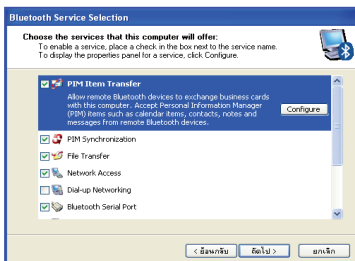 Bluetooth Service Selection
Choose the services that this computer will offer:
To enable a service, place a check in the box next to the service name.
To display the properties panel for a service, click Configure.
PIM Item Transfer
Allow remote Bluetooth devices to exchange business cards
with this computer. Accept Personal Information Manager
(PIM) items such as calendar items, contacts, notes and
messages from remote Bluetooth devices.
Configure
PIM Synchronization
File Transfer
Network Access
Dial-up Networking
Bluetooth Serial Port
< ย้อนกลับ
ถัดไป >
ยกเลิก